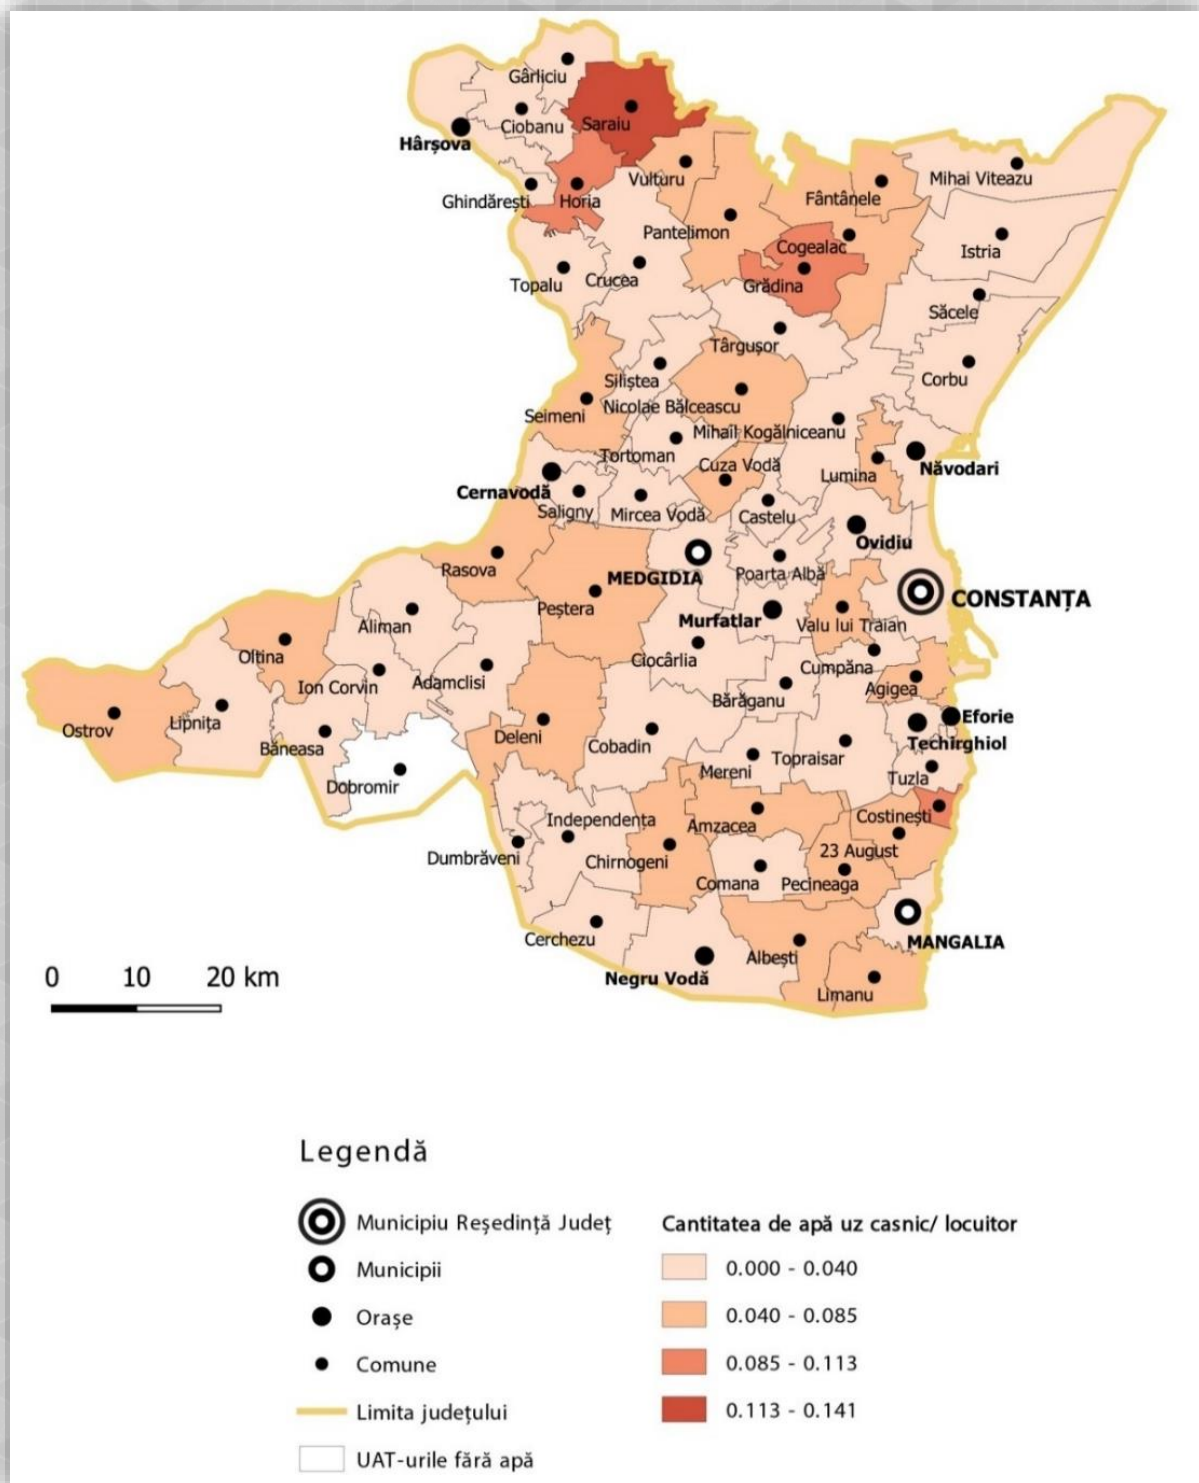 Gârliciu
Ciobanu
Saraiu
Hârșova
Vulturu
Mihai Viteazu
Ghindărești
Horia
Fântânele
Pantelimon
Cogealac
Istria
Topalu
Crucea
Grădina
Săcele
Târgușor
Siliștea
Corbu
Seimeni
Nicolae Bălcescu
Mihail Kogălniceanu
Tortoman
Cuza Vodă
Lumina
Năvodari
Cernavodă
Saligny
Mircea Vodă
Castelu
Ovidiu
Rasova
MEDGIDIA
Poarta Albă
Peștera
CONSTANȚA
Aliman
Murfatlar
Valu lui Traian
Oltina
Ciocârlia
Cumpăna
Ion Corvin
Adamclisi
Bărăganu
Agigea
Ostrov
Lipnița
Eforie
Băneasa
Deleni
Cobadin
Techirghiol
Mereni
Topraisar
Dobromir
Tuzla
Independența
Amzacea
Costinești
Dumbrăveni
Chirnogeni
23 August
Comana
Pecineaga
Cerchezu
Albești
MANGALIA
Negru Vodă
Limanu
0 10 20 km
Legendă
Municipiu Reședință Județ
Municipii
Orașe
Comune
Limita județului
UAT-urile fără apă
Cantitatea de apă uz casnic/ locuitor
0.000 - 0.040
0.040 - 0.085
0.085 - 0.113
0.113 - 0.141